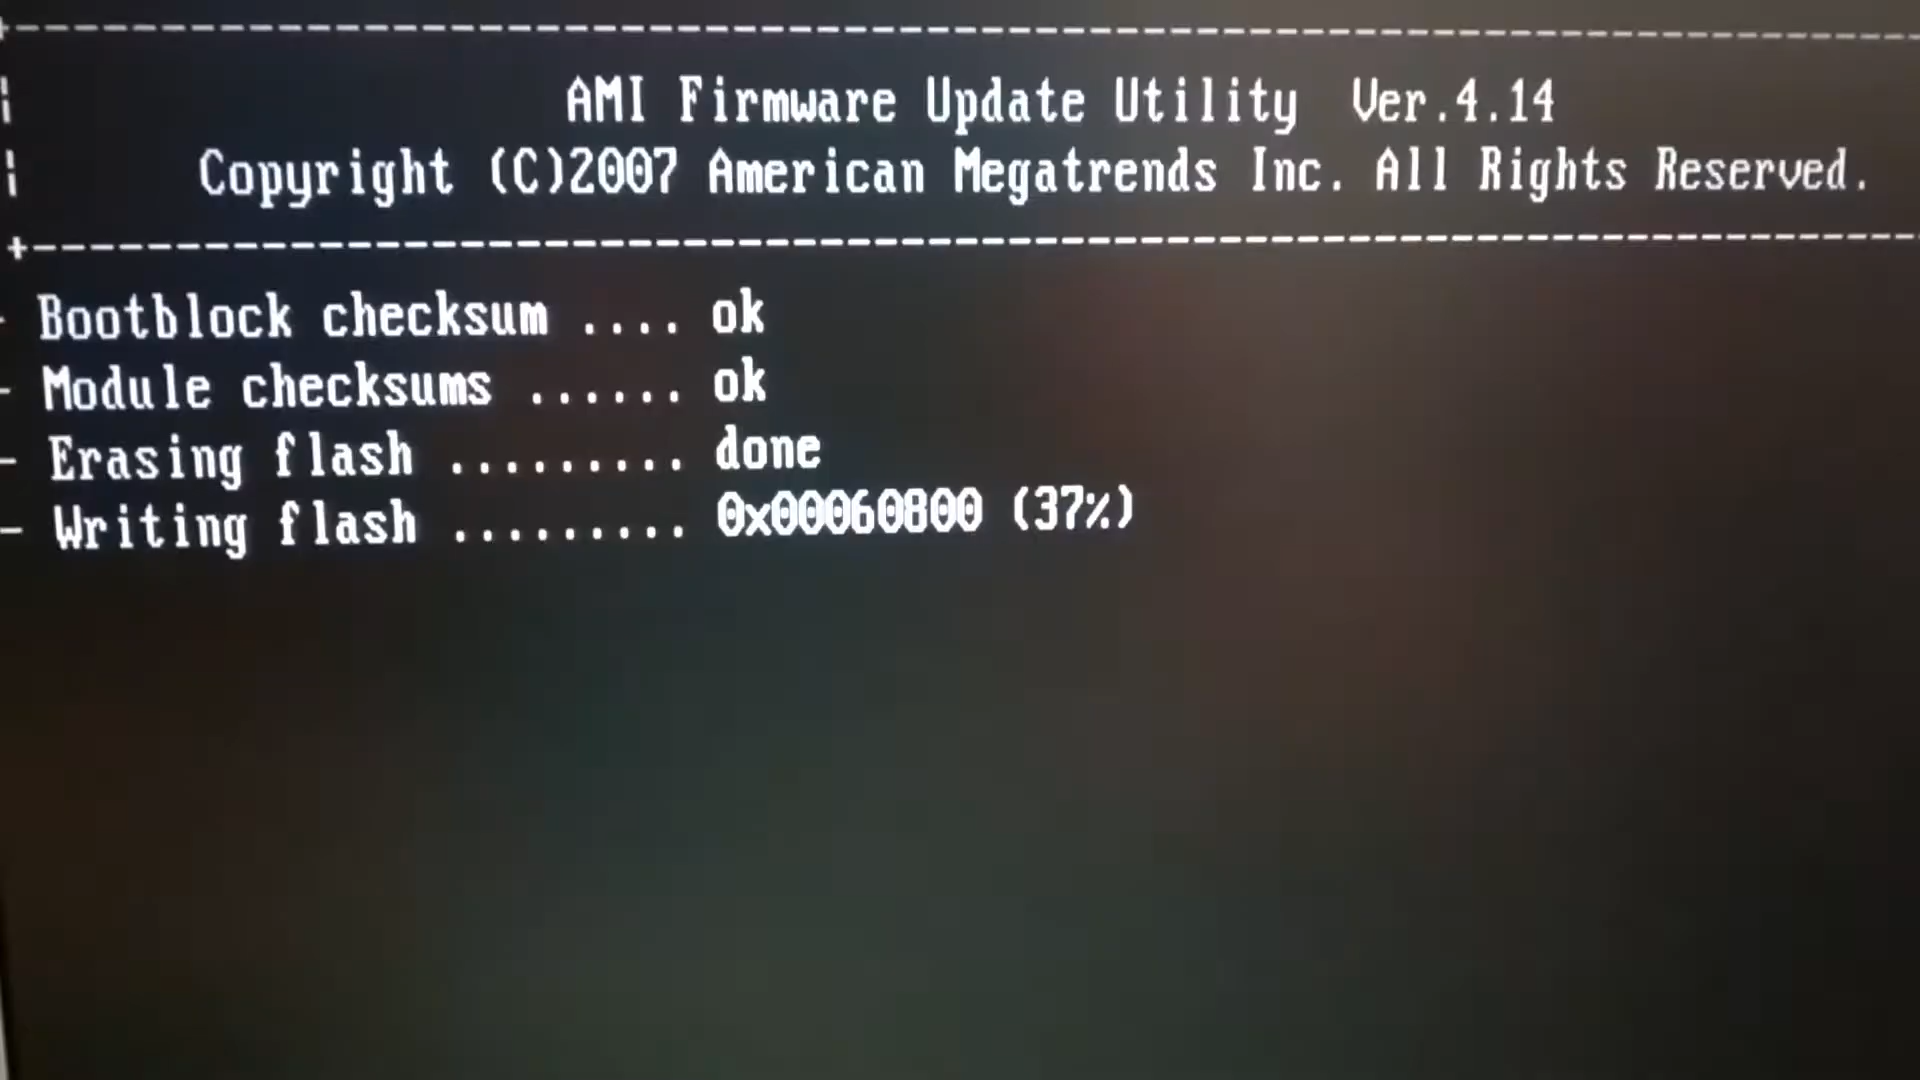 AMI Firmware Update Utility Ver.4.14
Copyright (C)2007 American Megatrends Inc. All Rights Reserved.
- Bootblock checksum .... ok
- Module checksums ...... ok
- Erasing flash ......... done
- Writing flash ......... 0x00060800 (37%)